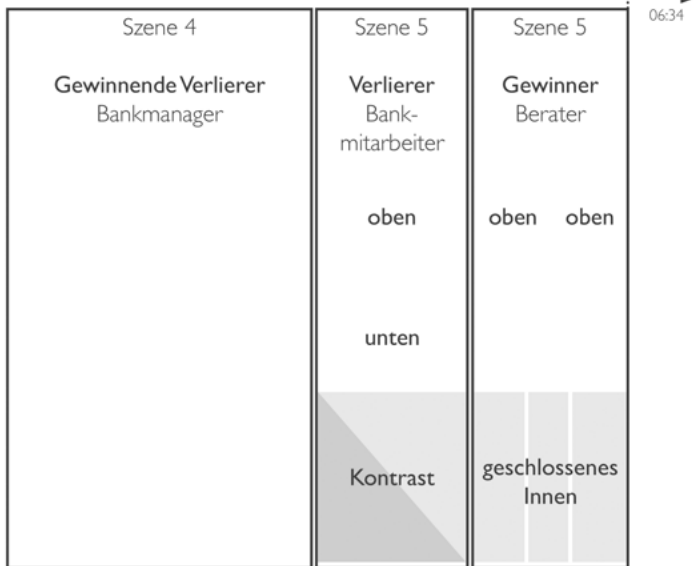 06:34
Szene 4
Gewinnende Verlierer
Bankmanager
Szene 5
Verlierer
Bank-
mitarbeiter
oben
unten
Kontrast
Szene 5
Gewinner
Berater
oben oben
geschlossenes
Innen